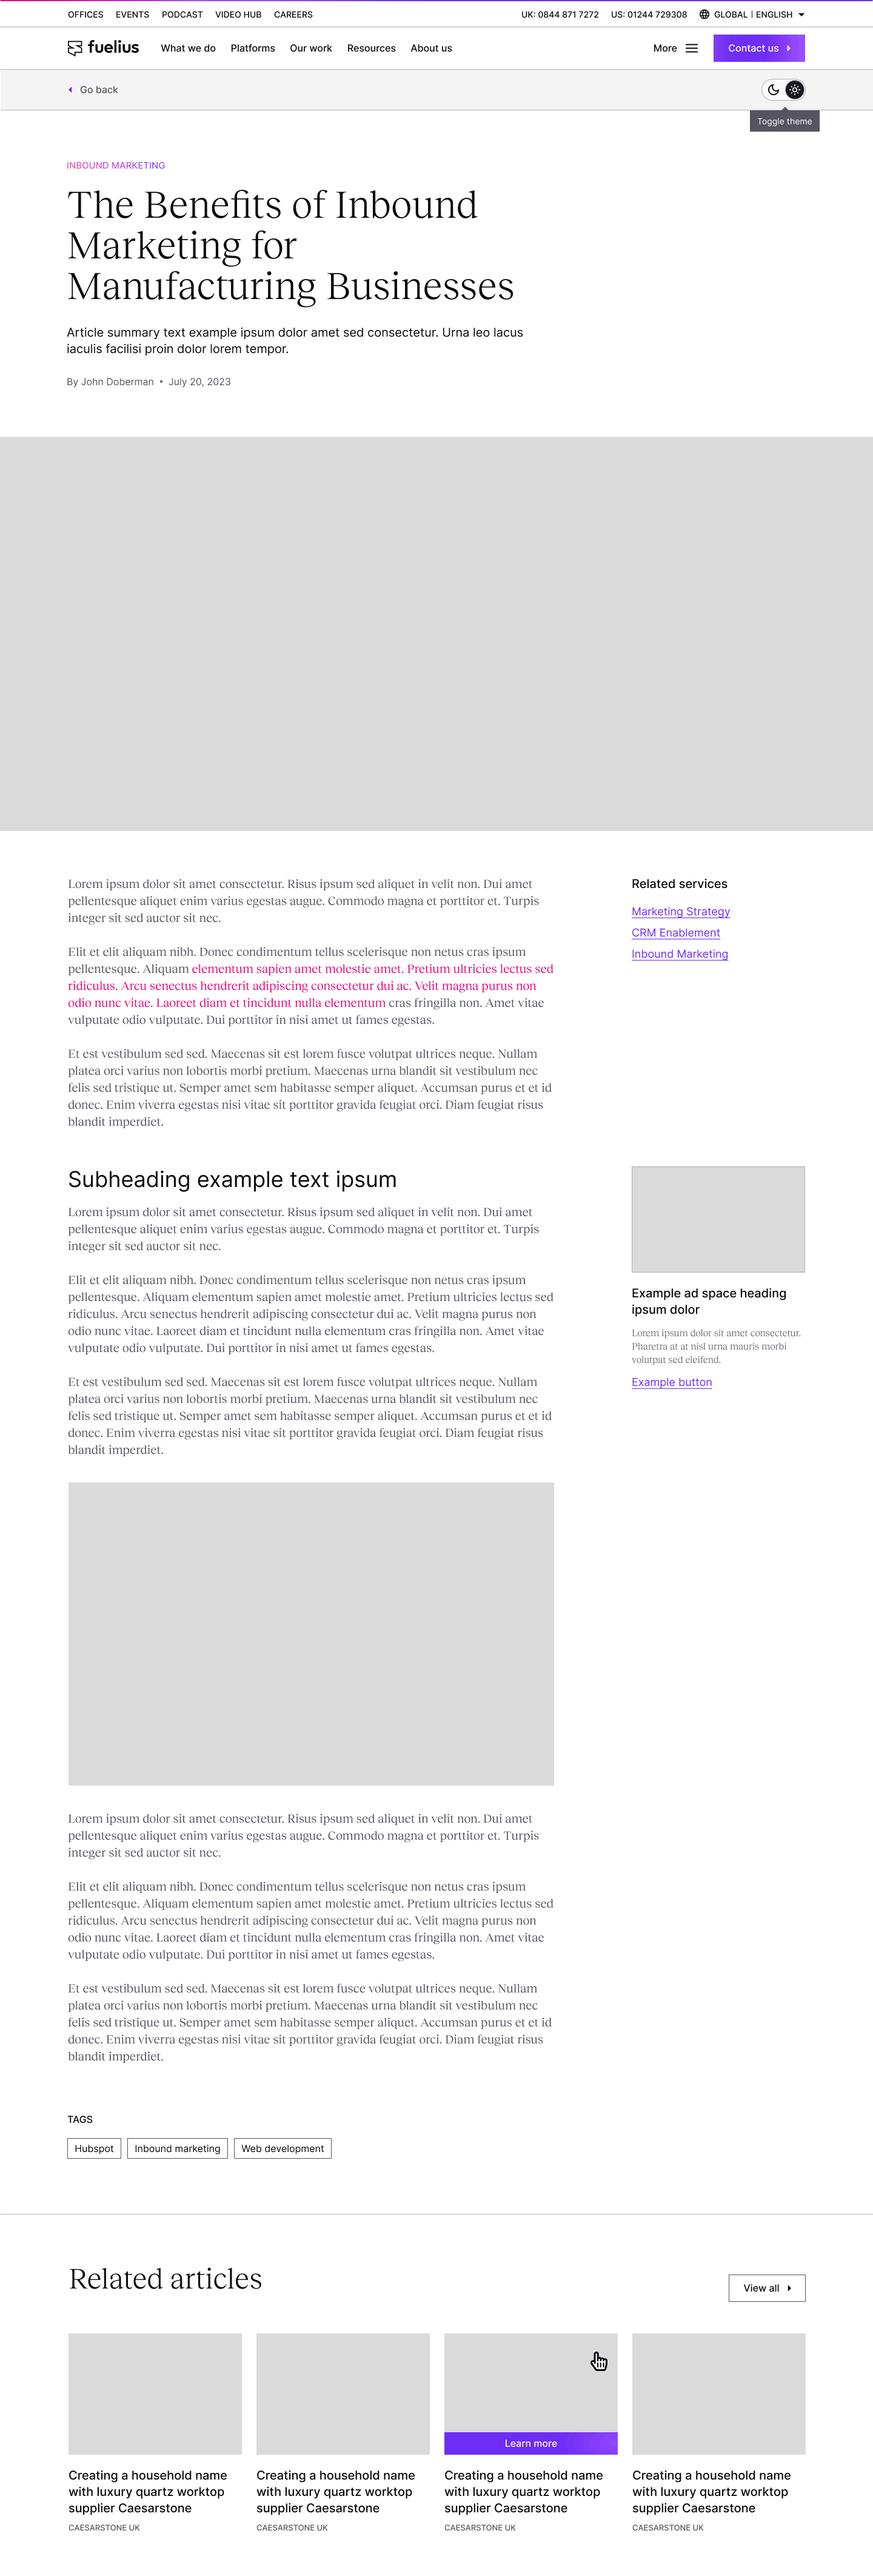 OFFICES EVENTS PODCAST VIDEO HUB CAREERS UK: 0844 871 7272 US: 01244 729308 GLOBAL | ENGLISH
fuelius What we do Platforms Our work Resources About us More Contact us
Go back
Toggle theme
INBOUND MARKETING
The Benefits of Inbound
Marketing for
Manufacturing Businesses
Article summary text example ipsum dolor amet sed consectetur. Urna leo lacus
iaculis facilisi proin dolor lorem tempor.
By John Doberman • July 20, 2023
Lorem ipsum dolor sit amet consectetur. Risus ipsum sed aliquet in velit non. Dui amet
pellentesque aliquet enim varius egestas augue. Commodo magna et porttitor et. Turpis
integer sit sed auctor sit nec.
Elit et elit aliquam nibh. Donec condimentum tellus scelerisque non netus cras ipsum
pellentesque. Aliquam elementum sapien amet molestie amet. Pretium ultricies lectus sed
ridiculus. Arcu senectus hendrerit adipiscing consectetur dui ac. Velit magna purus non
odio nunc vitae. Laoreet diam et tincidunt nulla elementum cras fringilla non. Amet vitae
vulputate odio vulputate. Dui porttitor in nisi amet ut fames egestas.
Et est vestibulum sed sed. Maecenas sit est lorem fusce volutpat ultrices neque. Nullam
platea orci varius non lobortis morbi pretium. Maecenas urna blandit sit vestibulum nec
felis sed tristique ut. Semper amet sem habitasse semper aliquet. Accumsan purus et et id
donec. Enim viverra egestas nisi vitae sit porttitor gravida feugiat orci. Diam feugiat risus
blandit imperdiet.
Related services
Marketing Strategy
CRM Enablement
Inbound Marketing
Subheading example text ipsum
Lorem ipsum dolor sit amet consectetur. Risus ipsum sed aliquet in velit non. Dui amet
pellentesque aliquet enim varius egestas augue. Commodo magna et porttitor et. Turpis
integer sit sed auctor sit nec.
Elit et elit aliquam nibh. Donec condimentum tellus scelerisque non netus cras ipsum
pellentesque. Aliquam elementum sapien amet molestie amet. Pretium ultricies lectus sed
ridiculus. Arcu senectus hendrerit adipiscing consectetur dui ac. Velit magna purus non
odio nunc vitae. Laoreet diam et tincidunt nulla elementum cras fringilla non. Amet vitae
vulputate odio vulputate. Dui porttitor in nisi amet ut fames egestas.
Et est vestibulum sed sed. Maecenas sit est lorem fusce volutpat ultrices neque. Nullam
platea orci varius non lobortis morbi pretium. Maecenas urna blandit sit vestibulum nec
felis sed tristique ut. Semper amet sem habitasse semper aliquet. Accumsan purus et et id
donec. Enim viverra egestas nisi vitae sit porttitor gravida feugiat orci. Diam feugiat risus
blandit imperdiet.
Example ad space heading
ipsum dolor
Lorem ipsum dolor sit amet consectetur.
Pharetra at at nisl urna mauris morbi
volutpat sed eleifend.
Example button
Lorem ipsum dolor sit amet consectetur. Risus ipsum sed aliquet in velit non. Dui amet
pellentesque aliquet enim varius egestas augue. Commodo magna et porttitor et. Turpis
integer sit sed auctor sit nec.
Elit et elit aliquam nibh. Donec condimentum tellus scelerisque non netus cras ipsum
pellentesque. Aliquam elementum sapien amet molestie amet. Pretium ultricies lectus sed
ridiculus. Arcu senectus hendrerit adipiscing consectetur dui ac. Velit magna purus non
odio nunc vitae. Laoreet diam et tincidunt nulla elementum cras fringilla non. Amet vitae
vulputate odio vulputate. Dui porttitor in nisi amet ut fames egestas.
Et est vestibulum sed sed. Maecenas sit est lorem fusce volutpat ultrices neque. Nullam
platea orci varius non lobortis morbi pretium. Maecenas urna blandit sit vestibulum nec
felis sed tristique ut. Semper amet sem habitasse semper aliquet. Accumsan purus et et id
donec. Enim viverra egestas nisi vitae sit porttitor gravida feugiat orci. Diam feugiat risus
blandit imperdiet.
TAGS
Hubspot Inbound marketing Web development
Related articles
View all
Learn more
Creating a household name
with luxury quartz worktop
supplier Caesarstone
CAESARSTONE UK
Creating a household name
with luxury quartz worktop
supplier Caesarstone
CAESARSTONE UK
Creating a household name
with luxury quartz worktop
supplier Caesarstone
CAESARSTONE UK
Creating a household name
with luxury quartz worktop
supplier Caesarstone
CAESARSTONE UK